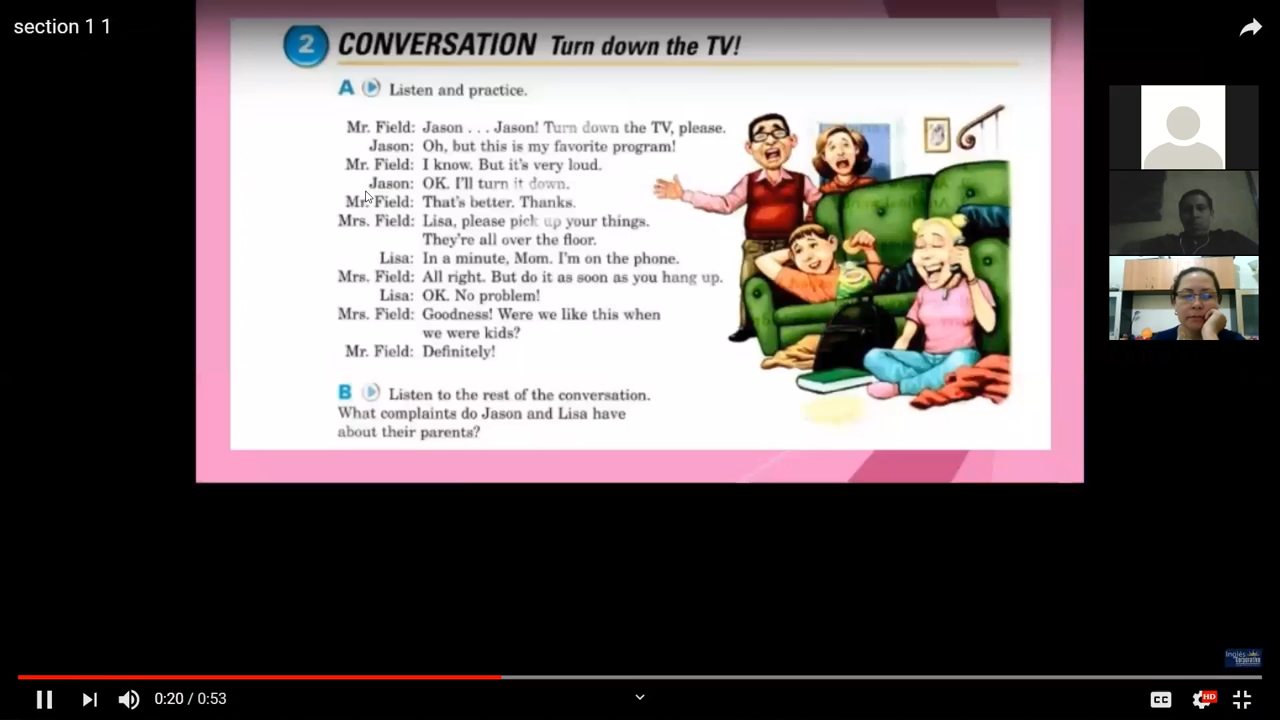 section 1 1
2 CONVERSATION Turn down the TV!
A Listen and practice.
Mr. Field: Jason . . . Jason! Turn down the TV, please.
Jason: Oh, but this is my favorite program!
Mr. Field: I know. But it's very loud.
Jason: OK. I'll turn it down.
Mr. Field: That's better. Thanks.
Mrs. Field: Lisa, please pick up your things.
They're all over the floor.
Lisa: In a minute, Mom. I'm on the phone.
Mrs. Field: All right. But do it as soon as you hang up.
Lisa: OK. No problem!
Mrs. Field: Goodness! Were we like this when
we were kids?
Mr. Field: Definitely!
B Listen to the rest of the conversation.
What complaints do Jason and Lisa have
about their parents?
Inglés
Corporativo
0:20 / 0:53
CC
HD